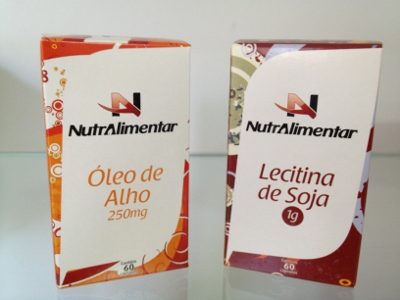 NutrAlimentar
Óleo de
Alho
250mg
60
NutrAlimentar
Lecitina
de Soja
1g
60